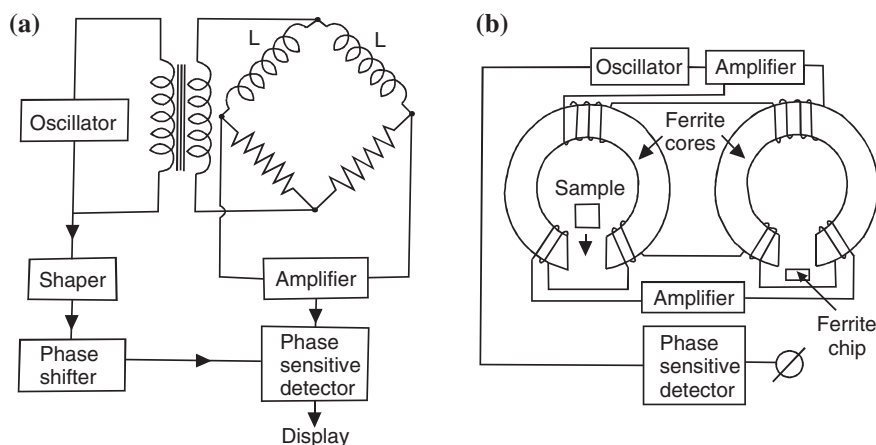 (a)
L
L
Oscillator
Shaper
Amplifier
Phase
shifter
Phase
sensitive
detector
Display
(b)
Oscillator
Amplifier
Ferrite
cores
Sample
Amplifier
Ferrite
chip
Phase
sensitive
detector